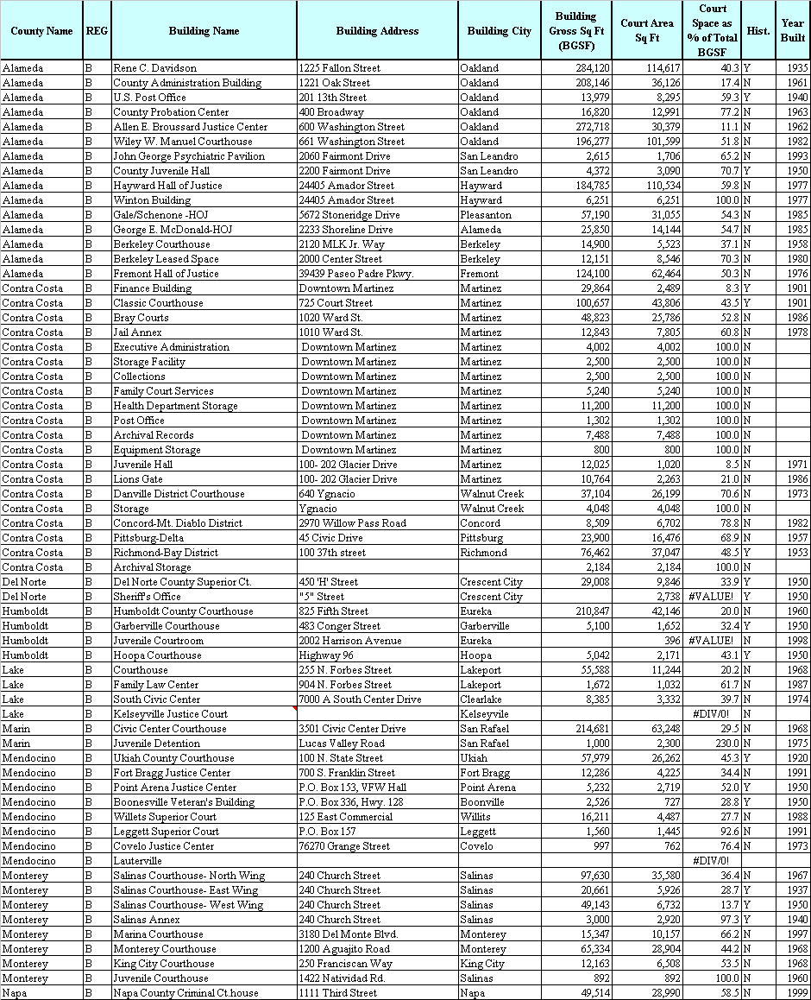 County Name REG Building Name Building Address Building City Building Gross Sq Ft (BGSF) Court Area Sq Ft Court Space as % of Total BGSF Hist. Year Built
Alameda B Rene C. Davidson 1225 Fallon Street Oakland 284,120 114,617 40.3 Y 1935
Alameda B County Administration Building 1221 Oak Street Oakland 208,146 36,126 17.4 N 1961
Alameda B U.S. Post Office 201 13th Street Oakland 13,979 8,295 59.3 Y 1940
Alameda B County Probation Center 400 Broadway Oakland 16,820 12,991 77.2 N 1963
Alameda B Allen E. Broussard Justice Center 600 Washington Street Oakland 272,718 30,379 11.1 N 1962
Alameda B Wiley W. Manuel Courthouse 661 Washington Street Oakland 196,277 101,599 51.8 N 1982
Alameda B John George Psychiatric Pavilion 2060 Fairmont Drive San Leandro 2,615 1,706 65.2 N 1993
Alameda B County Juvenile Hall 2200 Fairmont Drive San Leandro 4,372 3,090 70.7 Y 1950
Alameda B Hayward Hall of Justice 24405 Amador Street Hayward 184,785 110,534 59.8 N 1977
Alameda B Winton Building 24405 Amador Street Hayward 6,251 6,251 100.0 N 1977
Alameda B Gale/Schenone -HOJ 5672 Stoneridge Drive Pleasanton 57,190 31,055 54.3 N 1985
Alameda B George E. McDonald-HOJ 2233 Shoreline Drive Alameda 25,850 14,144 54.7 N 1985
Alameda B Berkeley Courthouse 2120 MLK Jr. Way Berkeley 14,900 5,523 37.1 N 1958
Alameda B Berkeley Leased Space 2000 Center Street Berkeley 12,151 8,546 70.3 N 1980
Alameda B Fremont Hall of Justice 39439 Paseo Padre Pkwy. Fremont 124,100 62,464 50.3 N 1976
Contra Costa B Finance Building Downtown Martinez Martinez 29,864 2,489 8.3 Y 1901
Contra Costa B Classic Courthouse 725 Court Street Martinez 100,657 43,806 43.5 Y 1901
Contra Costa B Bray Courts 1020 Ward St. Martinez 48,823 25,786 52.8 N 1986
Contra Costa B Jail Annex 1010 Ward St. Martinez 12,843 7,805 60.8 N 1978
Contra Costa B Executive Administration Downtown Martinez Martinez 4,002 4,002 100.0 N
Contra Costa B Storage Facility Downtown Martinez Martinez 2,500 2,500 100.0 N
Contra Costa B Collections Downtown Martinez Martinez 2,500 2,500 100.0 N
Contra Costa B Family Court Services Downtown Martinez Martinez 5,240 5,240 100.0 N
Contra Costa B Health Department Storage Downtown Martinez Martinez 11,200 11,200 100.0 N
Contra Costa B Post Office Downtown Martinez Martinez 1,302 1,302 100.0 N
Contra Costa B Archival Records Downtown Martinez Martinez 7,488 7,488 100.0 N
Contra Costa B Equipment Storage Downtown Martinez Martinez 800 800 100.0 N
Contra Costa B Juvenile Hall 100- 202 Glacier Drive Martinez 12,025 1,020 8.5 N 1971
Contra Costa B Lions Gate 100- 202 Glacier Drive Martinez 10,764 2,263 21.0 N 1986
Contra Costa B Danville District Courthouse 640 Ygnacio Walnut Creek 37,104 26,199 70.6 N 1973
Contra Costa B Storage Ygnacio Walnut Creek 4,048 4,048 100.0 N
Contra Costa B Concord-Mt. Diablo District 2970 Willow Pass Road Concord 8,509 6,702 78.8 N 1982
Contra Costa B Pittsburg-Delta 45 Civic Drive Pittsburg 23,900 16,476 68.9 N 1957
Contra Costa B Richmond-Bay District 100 37th street Richmond 76,462 37,047 48.5 Y 1953
Contra Costa B Archival Storage 2,184 2,184 100.0 N
Del Norte B Del Norte County Superior Ct. 450 'H' Street Crescent City 29,008 9,846 33.9 Y 1950
Del Norte B Sheriff's Office "5" Street Crescent City 2,738 #VALUE! Y 1950
Humboldt B Humboldt County Courthouse 825 Fifth Street Eureka 210,847 42,146 20.0 N 1960
Humboldt B Garberville Courthouse 483 Conger Street Garberville 5,100 1,652 32.4 Y 1950
Humboldt B Juvenile Courtroom 2002 Harrison Avenue Eureka 396 #VALUE! N 1998
Humboldt B Hoopa Courthouse Highway 96 Hoopa 5,042 2,171 43.1 Y 1950
Lake B Courthouse 255 N. Forbes Street Lakeport 55,588 11,244 20.2 N 1968
Lake B Family Law Center 904 N. Forbes Street Lakeport 1,672 1,032 61.7 N 1987
Lake B South Civic Center 7000 A South Center Drive Clearlake 8,385 3,332 39.7 N 1974
Lake B Kelseyville Justice Court Kelseyvile #DIV/0! N
Marin B Civic Center Courthouse 3501 Civic Center Drive San Rafael 214,681 63,248 29.5 N 1968
Marin B Juvenile Detention Lucas Valley Road San Rafael 1,000 2,300 230.0 N 1975
Mendocino B Ukiah County Courthouse 100 N. State Street Ukiah 57,979 26,262 45.3 Y 1920
Mendocino B Fort Bragg Justice Center 700 S. Franklin Street Fort Bragg 12,286 4,225 34.4 N 1991
Mendocino B Point Arena Justice Center P.O. Box 153, VFW Hall Point Arena 5,232 2,719 52.0 Y 1950
Mendocino B Boonesville Veteran's Building P.O. Box 336, Hwy. 128 Boonville 2,526 727 28.8 Y 1950
Mendocino B Willets Superior Court 125 East Commercial Willits 16,211 4,487 27.7 N 1988
Mendocino B Leggett Superior Court P.O. Box 157 Leggett 1,560 1,445 92.6 N 1991
Mendocino B Covelo Justice Center 76270 Grange Street Covelo 997 762 76.4 N 1973
Mendocino B Lauterville #DIV/0!
Monterey B Salinas Courthouse- North Wing 240 Church Street Salinas 97,630 35,580 36.4 N 1967
Monterey B Salinas Courthouse- East Wing 240 Church Street Salinas 20,661 5,926 28.7 Y 1937
Monterey B Salinas Courthouse- West Wing 240 Church Street Salinas 49,143 6,732 13.7 Y 1950
Monterey B Salinas Annex 240 Church Street Salinas 3,000 2,920 97.3 Y 1940
Monterey B Marina Courthouse 3180 Del Monte Blvd. Monterey 15,347 10,157 66.2 N 1997
Monterey B Monterey Courthouse 1200 Aguajito Road Monterey 65,334 28,904 44.2 N 1968
Monterey B King City Courthouse 250 Franciscan Way King City 12,163 6,508 53.5 N 1968
Monterey B Juvenile Courthouse 1422 Natividad Rd. Salinas 892 892 100.0 N 1960
Napa B Napa County Criminal Ct.house 1111 Third Street Napa 49,514 28,990 58.5 N 1999